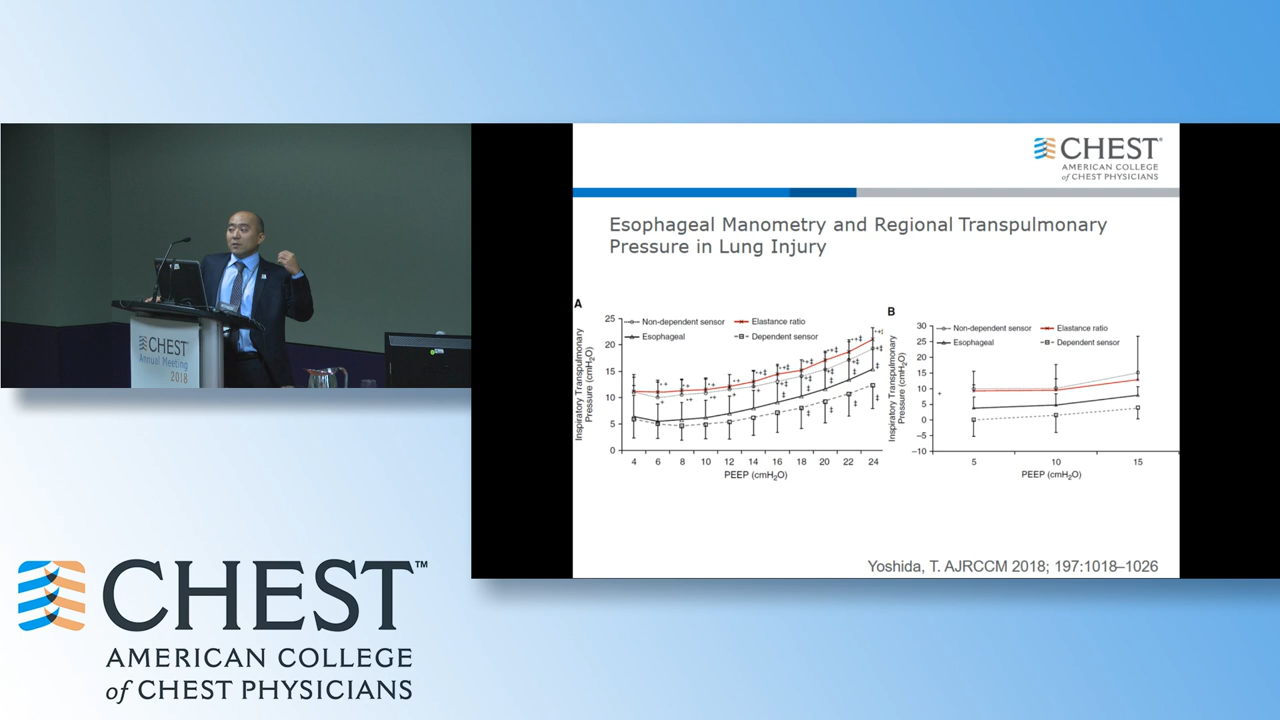 CHEST
Annual Meeting
2018
CHEST®
AMERICAN COLLEGE
of CHEST PHYSICIANS
Esophageal Manometry and Regional Transpulmonary
Pressure in Lung Injury
A
Non-dependent sensor
Elastance ratio
Esophageal
Dependent sensor
Inspiratory Transpulmonary
Pressure (cmH₂O)
25
20
15
10
5
0
4 6 8 10 12 14 16 18 20 22 24
PEEP (cmH₂O)
B
Non-dependent sensor
Elastance ratio
Esophageal
Dependent sensor
Inspiratory Transpulmonary
Pressure (cmH₂O)
30
25
20
15
10
5
0
−5
−10
5 10 15
PEEP (cmH₂O)
Yoshida, T. AJRCCM 2018; 197:1018–1026
CHEST™
AMERICAN COLLEGE
of CHEST PHYSICIANS